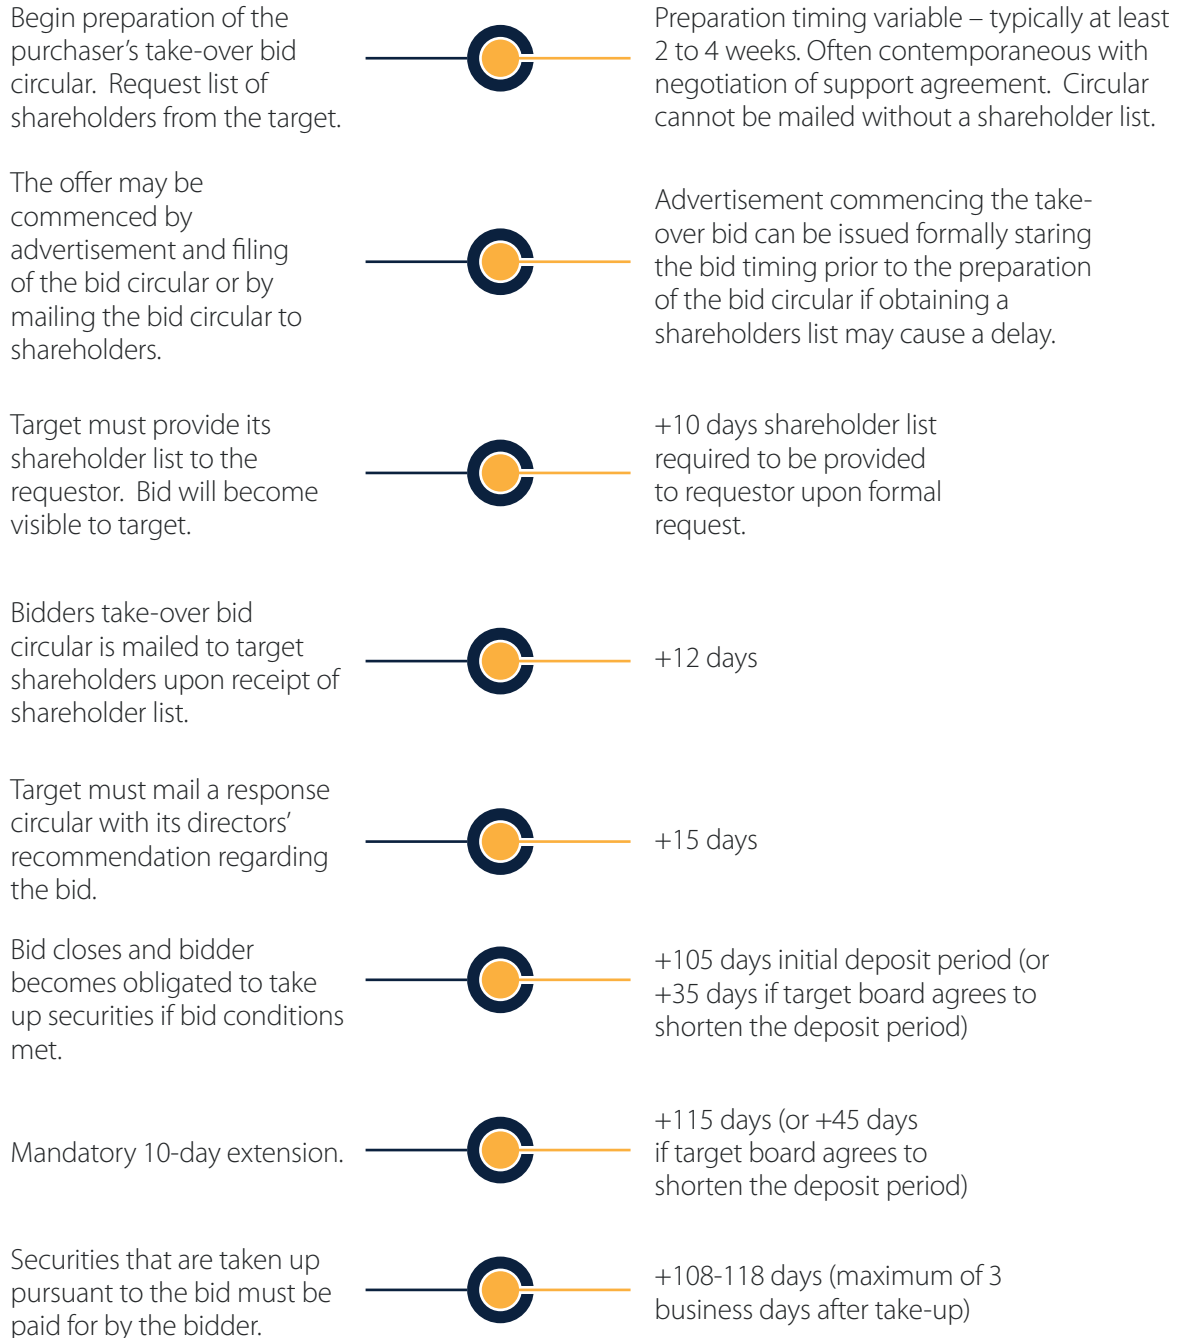 Begin preparation of the
purchaser’s take-over bid
circular.  Request list of
shareholders from the target.
Preparation timing variable – typically at least
2 to 4 weeks. Often contemporaneous with
negotiation of support agreement.  Circular
cannot be mailed without a shareholder list.
The offer may be
commenced by
advertisement and filing
of the bid circular or by
mailing the bid circular to
shareholders.
Advertisement commencing the take-
over bid can be issued formally staring
the bid timing prior to the preparation
of the bid circular if obtaining a
shareholders list may cause a delay.
Target must provide its
shareholder list to the
requestor.  Bid will become
visible to target.
+10 days shareholder list
required to be provided
to requestor upon formal
request.
Bidders take-over bid
circular is mailed to target
shareholders upon receipt of
shareholder list.
+12 days
Target must mail a response
circular with its directors’
recommendation regarding
the bid.
+15 days
Bid closes and bidder
becomes obligated to take
up securities if bid conditions
met.
+105 days initial deposit period (or
+35 days if target board agrees to
shorten the deposit period)
Mandatory 10-day extension.
+115 days (or +45 days
if target board agrees to
shorten the deposit period)
Securities that are taken up
pursuant to the bid must be
paid for by the bidder.
+108-118 days (maximum of 3
business days after take-up)